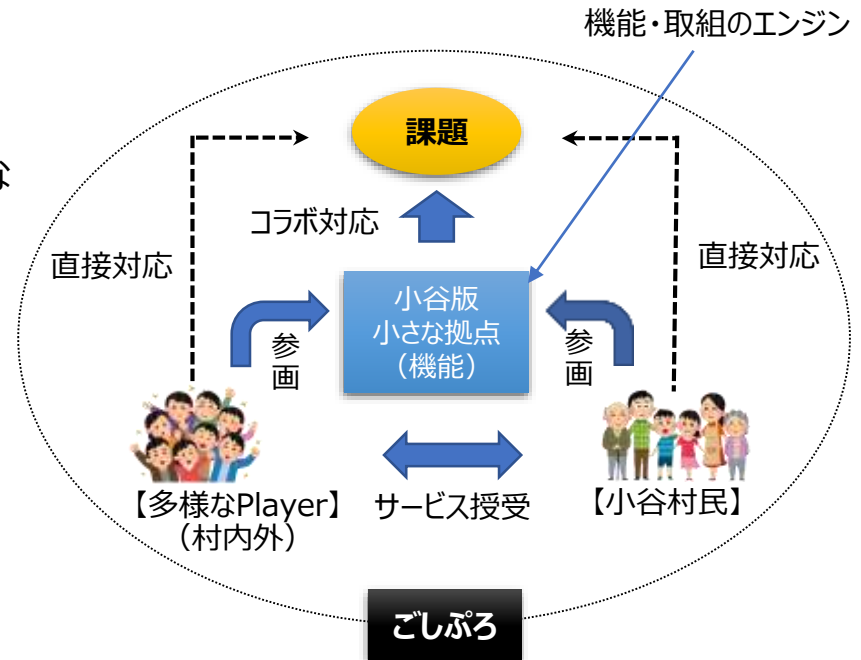 機能・取組のエンジン
課題
な
コラボ対応
直接対応
直接対応
小谷版
小さな拠点
（機能）
参画
参画
【多様なPlayer】
（村内外）
サービス授受
【小谷村民】
ごしぷろ